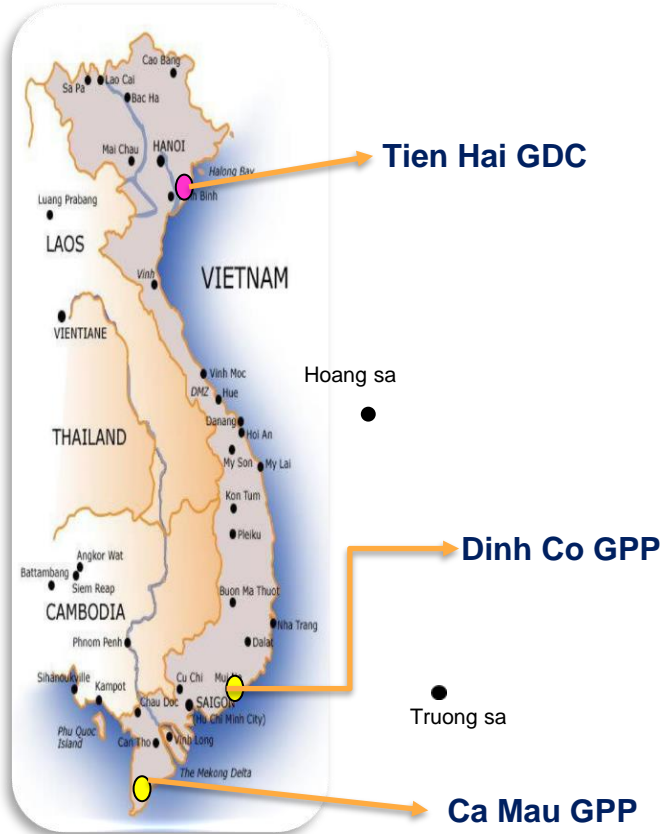 Cao Bang
Sa Pa
Lao Cai
Bac Ha
Mai Chau
HANOI
Halong Bay
Tien Hai GDC
Binh
Luang Prabang
LAOS
VIETNAM
Vinh
VIENTIANE
Hoang sa
Vinh Moc
DMZ
Hue
Danang
Hoi An
THAILAND
My Son
My Lai
Kon Tum
Pleiku
Dinh Co GPP
Angkor Wat
Battambang
Siem Reap
Buon Ma Thuot
CAMBODIA
Nha Trang
Phnom Penh
Dalat
Sihanoukville
Kampot
Cu Chi
Chau Doc
SAIGON
(Ho Chi Minh City)
Truong sa
Phu Quoc
Island
Can Tho
Vinh Long
The Mekong Delta
Ca Mau GPP